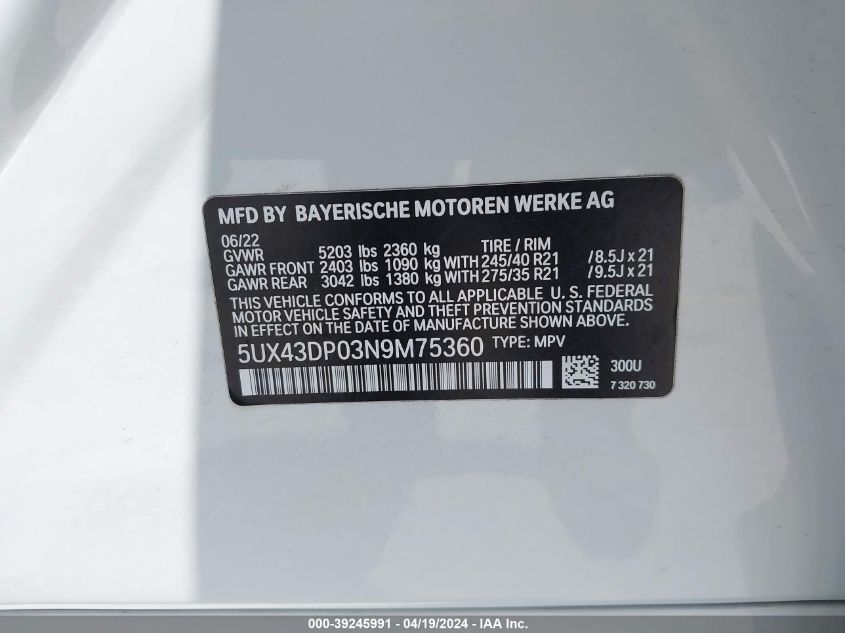 MFD BY BAYERISCHE MOTOREN WERKE AG
06/22
GVWR 5203 lbs 2360 kg TIRE / RIM
GAWR FRONT 2403 lbs 1090 kg WITH 245/40 R21 /8.5J x 21
GAWR REAR 3042 lbs 1380 kg WITH 275/35 R21 /9.5J x 21
THIS VEHICLE CONFORMS TO ALL APPLICABLE U. S. FEDERAL
MOTOR VEHICLE SAFETY AND THEFT PREVENTION STANDARDS
IN EFFECT ON THE DATE OF MANUFACTURE SHOWN ABOVE.
5UX43DP03N9M75360 TYPE: MPV
300U
7 320 730
000-39245991 - 04/19/2024 - IAA Inc.